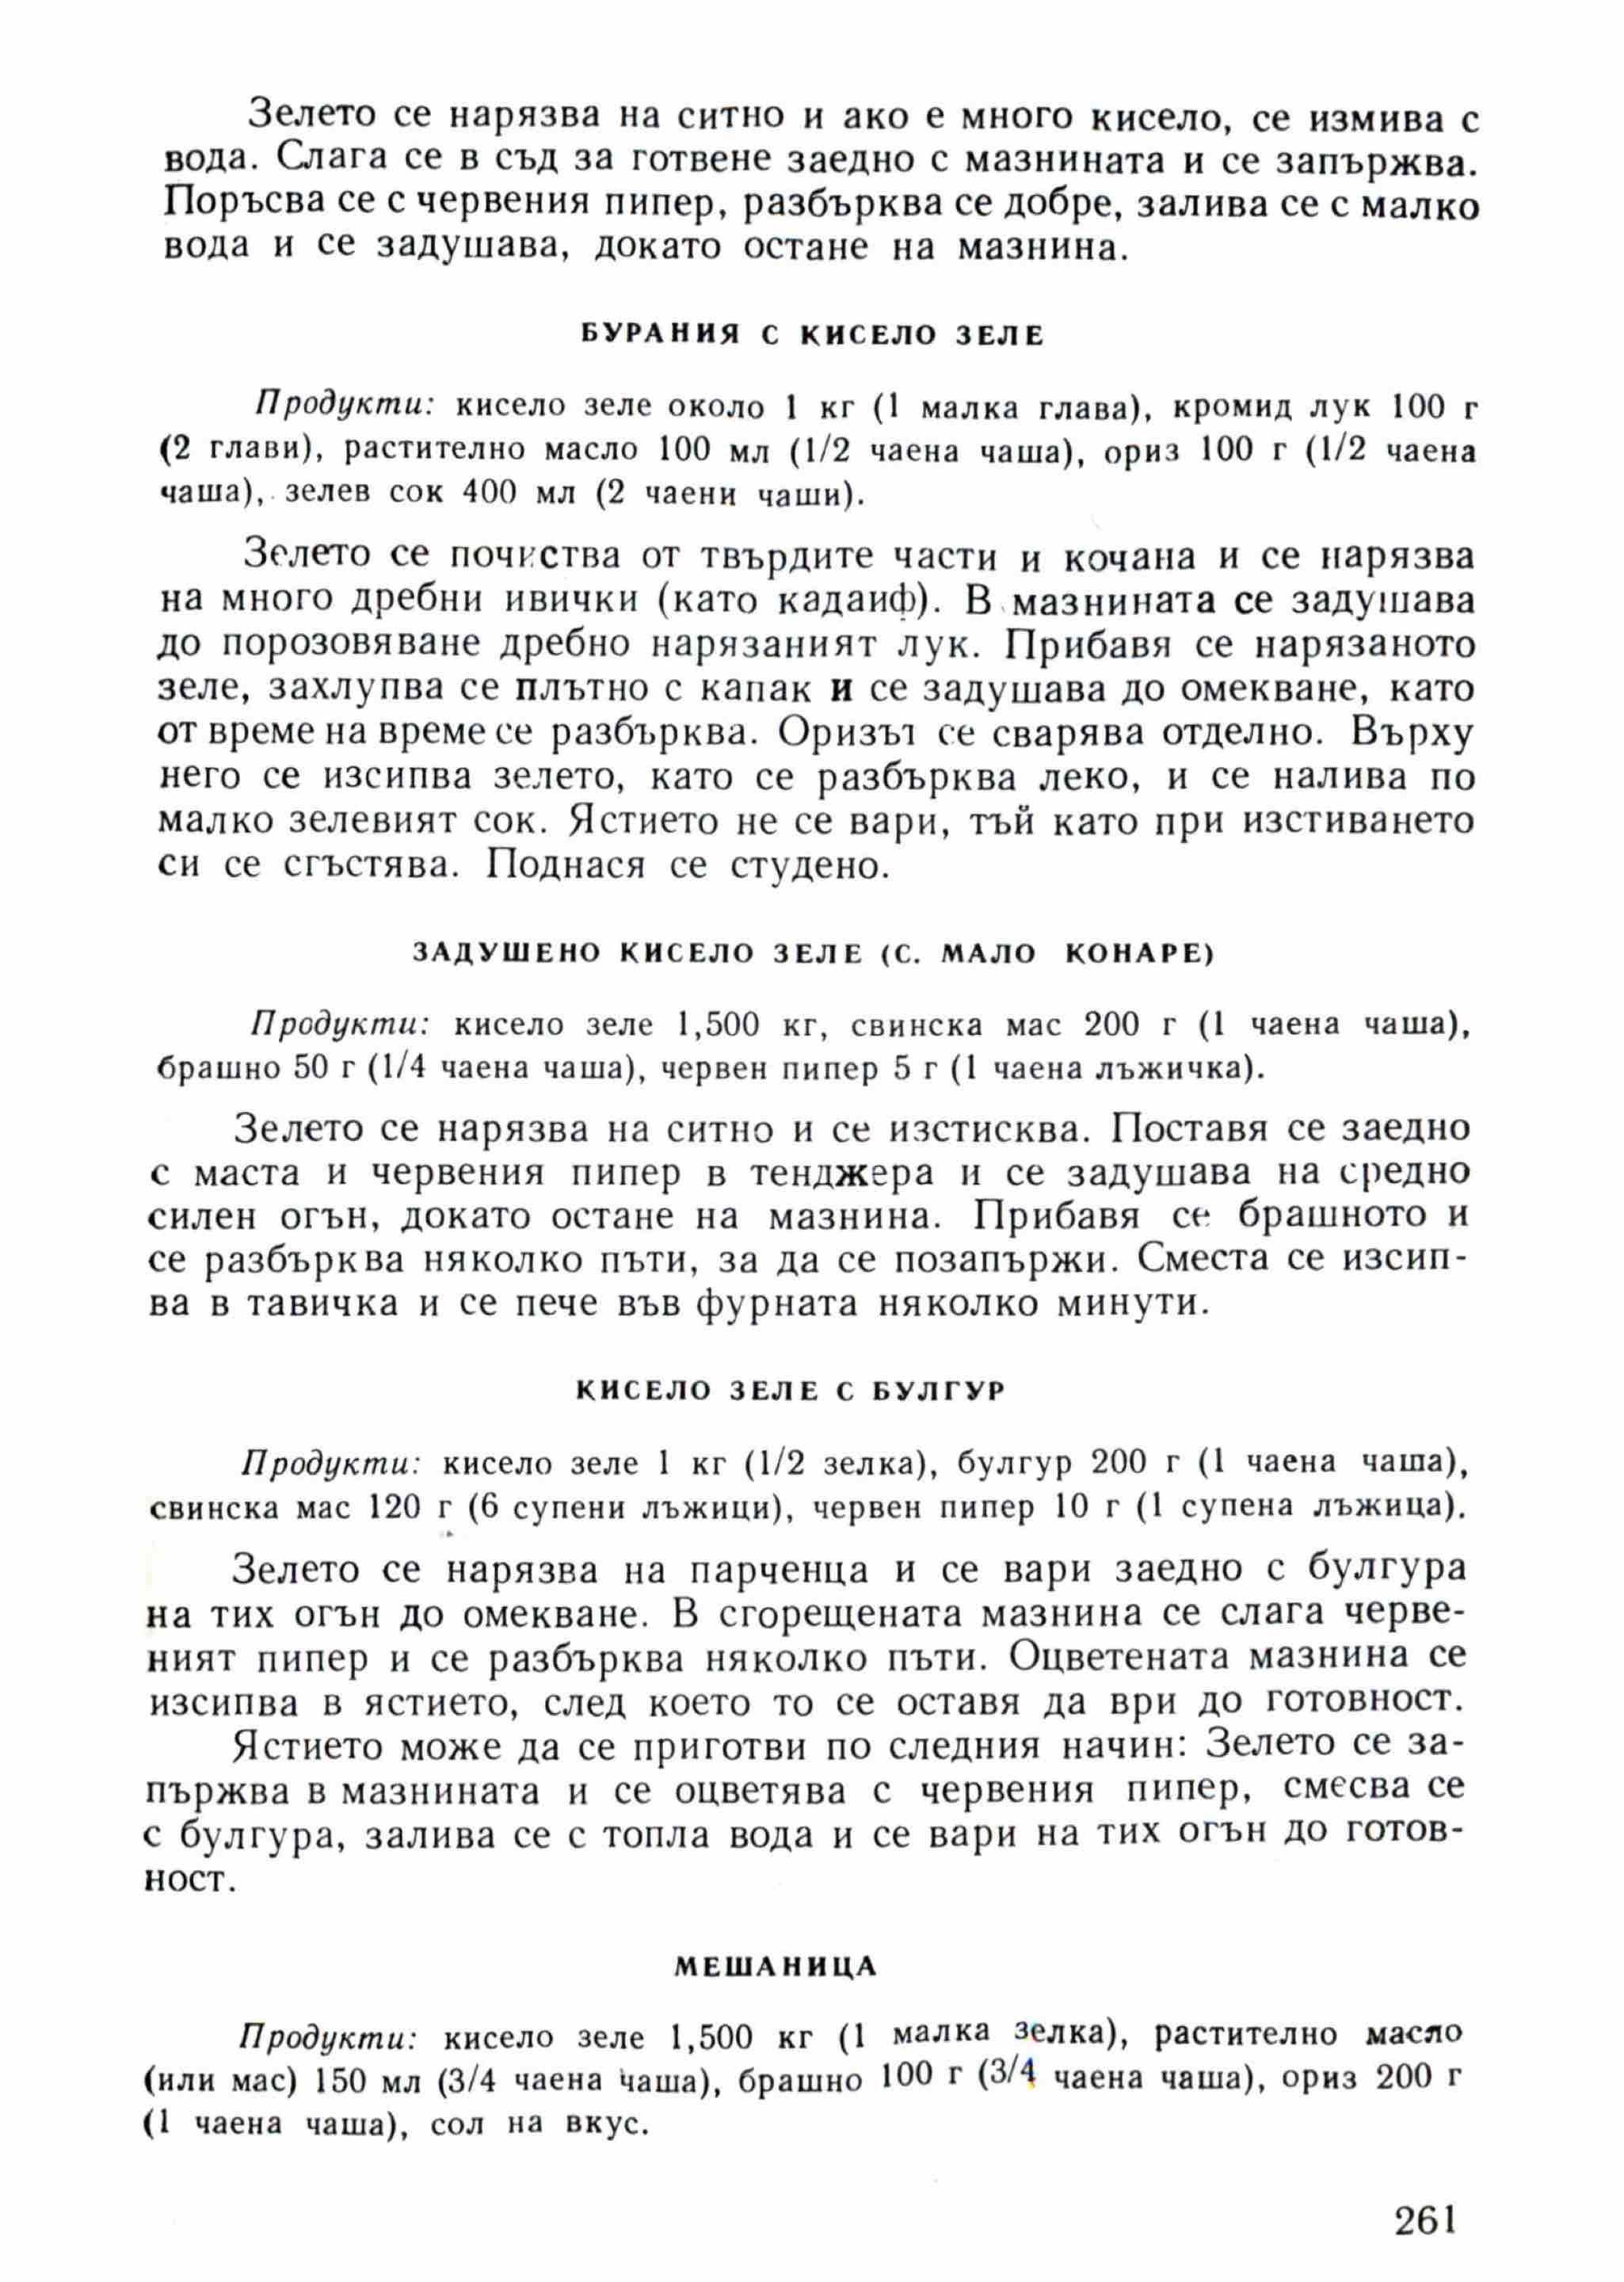 Зелето се нарязва на ситно и ако е много кисело, се измива с
вода. Слага се в съд за готвене заедно с мазнината и се запържва.
Поръсва се с червения пипер, разбърква се добре, залива се с малко
вода и се задушава, докато остане на мазнина.
БУРАНИЯ С КИСЕЛО ЗЕЛЕ
Продукти: кисело зеле около 1 кг (1 малка глава), кромид лук 100 г
(2 глави), растително масло 100 мл (1/2 чаена чаша), ориз 100 г (1/2 чаена
чаша), зелев сок 400 мл (2 чаени чаши).
Зелето се почиства от твърдите части и кочана и се нарязва
на много дребни ивички (като кадаиф). В мазнината се задушава
до порозовяване дребно нарязаният лук. Прибавя се нарязаното
зеле, захлупва се плътно с капак и се задушава до омекване, като
от време на време се разбърква. Оризът се сварява отделно. Върху
него се изсипва зелето, като се разбърква леко, и се налива по
малко зелевият сок. Ястието не се вари, тъй като при изстиването
си се сгъстява. Поднася се студено.
ЗАДУШЕНО КИСЕЛО ЗЕЛЕ (С. МАЛО КОНАРЕ)
Продукти: кисело зеле 1,500 кг, свинска мас 200 г (1 чаена чаша),
брашно 50 г (1/4 чаена чаша), червен пипер 5 г (1 чаена лъжичка).
Зелето се нарязва на ситно и се изстисква. Поставя се заедно
с маста и червения пипер в тенджера и се задушава на средно
силен огън, докато остане на мазнина. Прибавя се брашното и
се разбърква няколко пъти, за да се позапържи. Сместа се изсип-
ва в тавичка и се пече във фурната няколко минути.
КИСЕЛО ЗЕЛЕ С БУЛГУР
Продукти: кисело зеле 1 кг (1/2 зелка), булгур 200 г (1 чаена чаша),
свинска мас 120 г (6 супени лъжици), червен пипер 10 г (1 супена лъжица).
Зелето се нарязва на парченца и се вари заедно с булгура
на тих огън до омекване. В сгорещената мазнина се слага черве-
ният пипер и се разбърква няколко пъти. Оцветената мазнина се
изсипва в ястието, след което то се оставя да ври до готовност.
Ястието може да се приготви по следния начин: Зелето се за-
пържва в мазнината и се оцветява с червения пипер, смесва се
с булгура, залива се с топла вода и се вари на тих огън до готов-
ност.
МЕШАНИЦА
Продукти: кисело зеле 1,500 кг (1 малка зелка), растително масло
(или мас) 150 мл (3/4 чаена чаша), брашно 100 г (3/4 чаена чаша), ориз 200 г
(1 чаена чаша), сол на вкус.
261